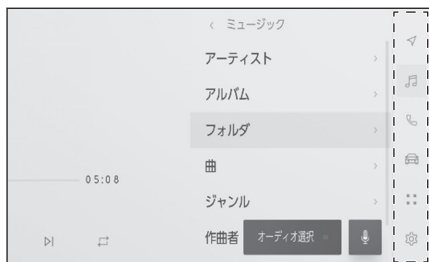 ミュージック
アーティスト
アルバム
フォルダ
曲
05:08
ジャンル
作曲者
オーディオ選択